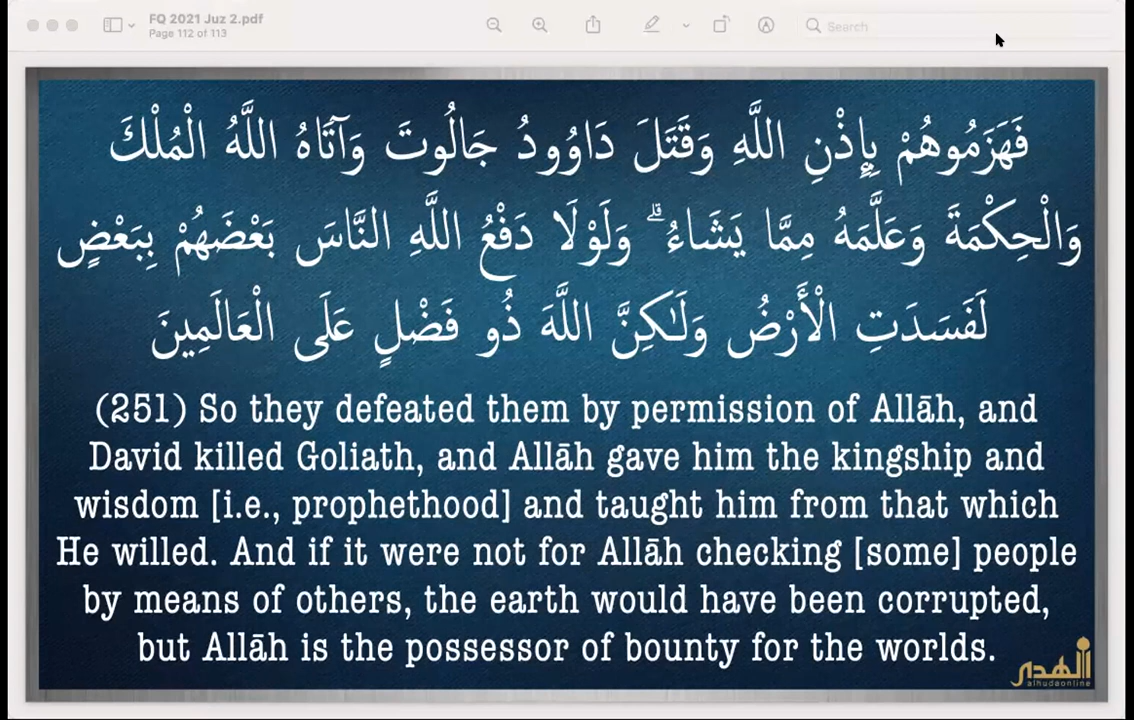 FQ 2021 Juz 2.pdf
Page 112 of 113
Search
فَهَزَمُوهُمْ بِإِذْنِ اللَّهِ وَقَتَلَ دَاوُودُ جَالُوتَ وَآتَاهُ اللَّهُ الْمُلْكَ
وَالْحِكْمَةَ وَعَلَّمَهُ مِمَّا يَشَاءُ ۗ وَلَوْلَا دَفْعُ اللَّهِ النَّاسَ بَعْضَهُمْ بِبَعْضٍ
لَفَسَدَتِ الْأَرْضُ وَلَٰكِنَّ اللَّهَ ذُو فَضْلٍ عَلَى الْعَالَمِينَ
(251) So they defeated them by permission of Allāh, and
David killed Goliath, and Allāh gave him the kingship and
wisdom [i.e., prophethood] and taught him from that which
He willed. And if it were not for Allāh checking [some] people
by means of others, the earth would have been corrupted,
but Allāh is the possessor of bounty for the worlds.
الهدى
alhudaonline